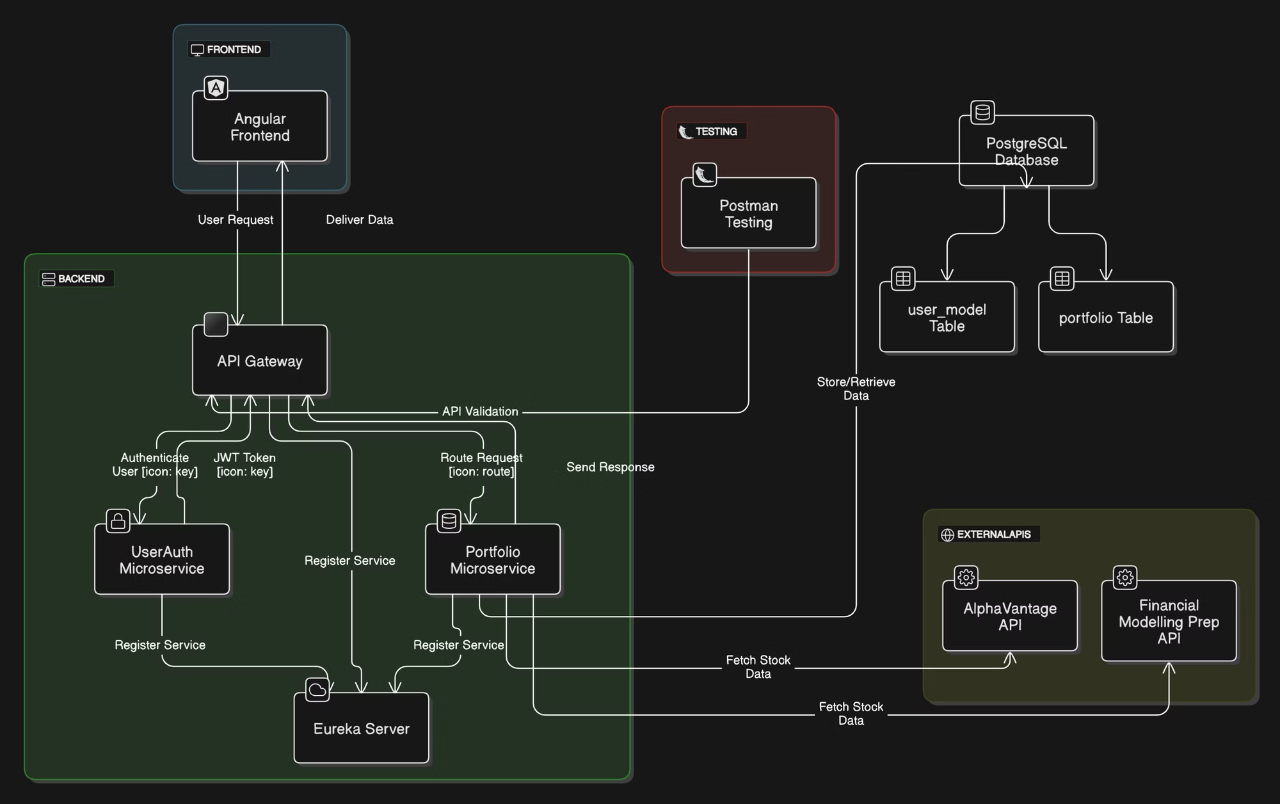 FRONTEND
Angular
Frontend
User Request
Deliver Data
TESTING
Postman
Testing
PostgreSQL
Database
user_model
Table
portfolio Table
BACKEND
API Gateway
API Validation
Store/Retrieve
Data
Authenticate
User [icon: key]
JWT Token
[icon: key]
Route Request
[icon: route]
Send Response
UserAuth
Microservice
Register Service
Portfolio
Microservice
Register Service
Register Service
Eureka Server
EXTERNALAPIS
AlphaVantage
API
Financial
Modelling Prep
API
Fetch Stock
Data
Fetch Stock
Data